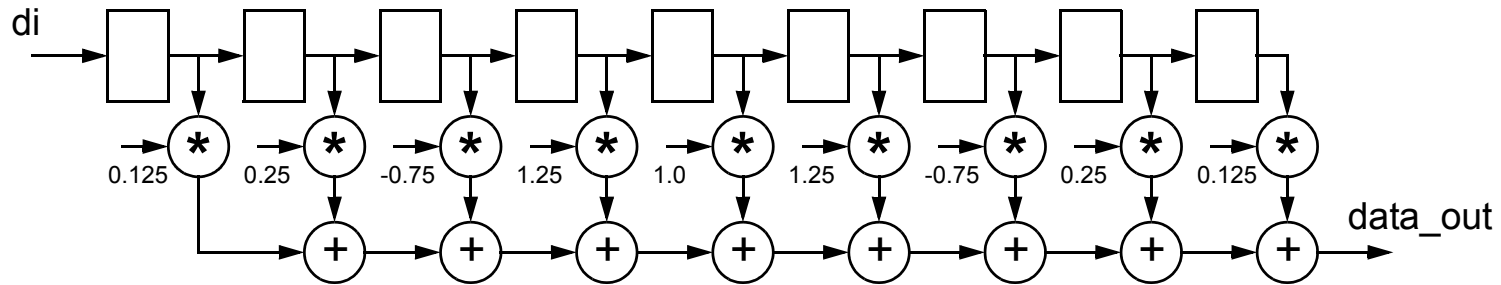 di
* * * * * * * * *
0.125 0.25 -0.75 1.25 1.0 1.25 -0.75 0.25 0.125
data_out
+ + + + + + + +